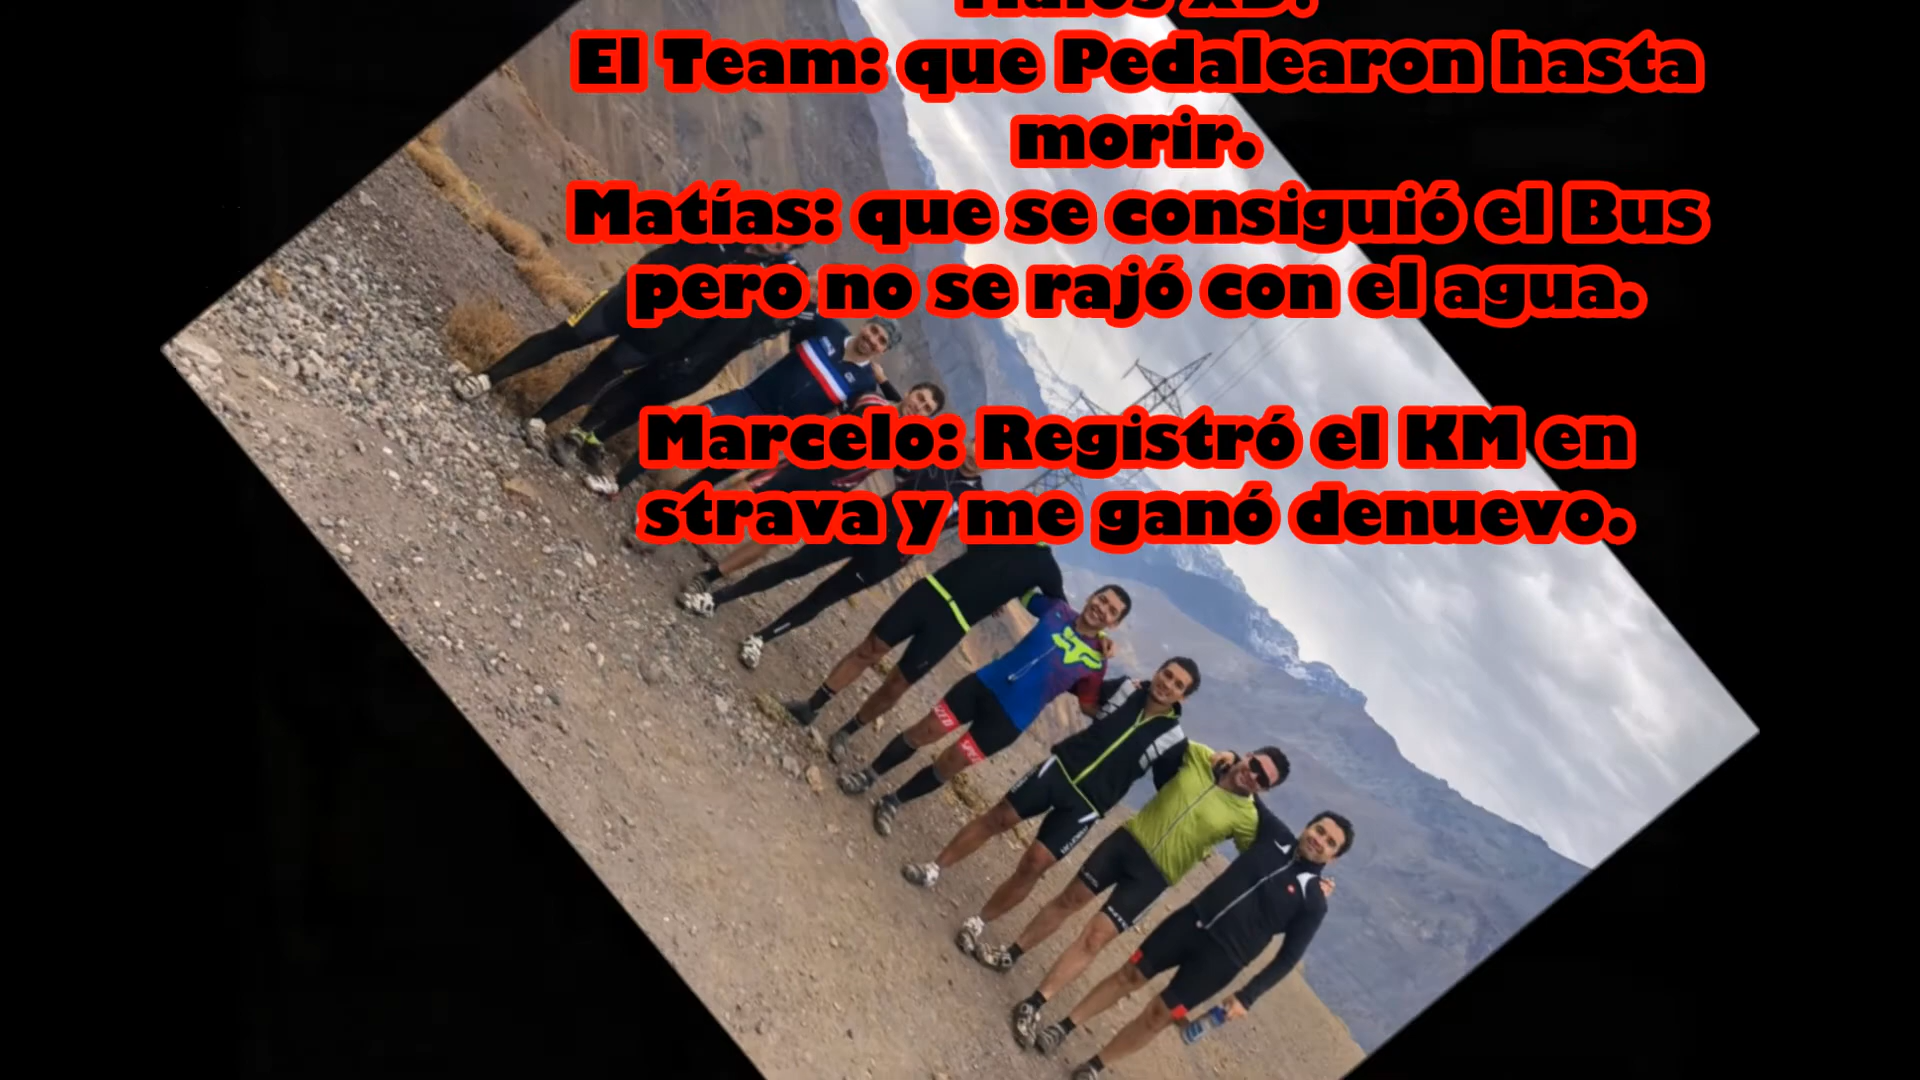 El Team: que Pedalearon hasta
morir.
Matías: que se consiguió el Bus
pero no se rajó con el agua.
Marcelo: Registró el KM en
strava y me ganó denuevo.